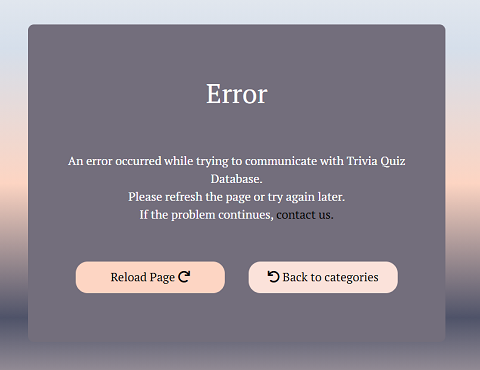 Error
An error occurred while trying to communicate with Trivia Quiz
Database.
Please refresh the page or try again later.
If the problem continues, contact us.
Reload Page
Back to categories